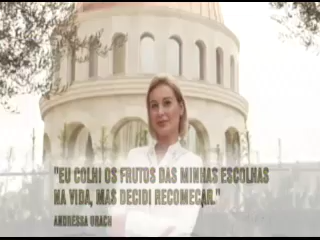 "EU COLHI OS FRUTOS DAS MINHAS ESCOLHAS
NA VIDA, MAS DECIDI RECOMEÇAR."
ANDRESSA URACH